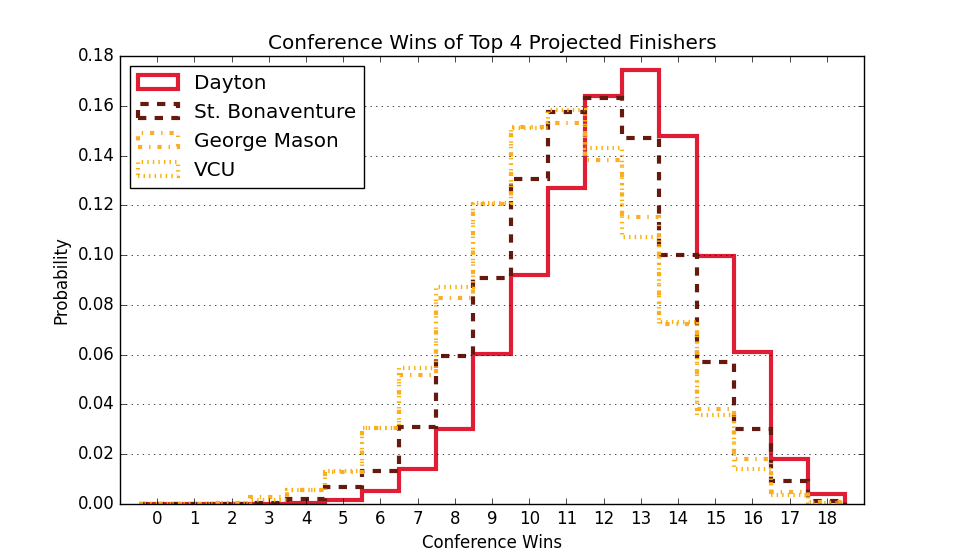 Conference Wins of Top 4 Projected Finishers
0.18
0.16
0.14
0.12
0.10
0.08
0.06
0.04
0.02
0.00
Probability
Dayton
St. Bonaventure
George Mason
VCU
0 1 2 3 4 5 6 7 8 9 10 11 12 13 14 15 16 17 18
Conference Wins